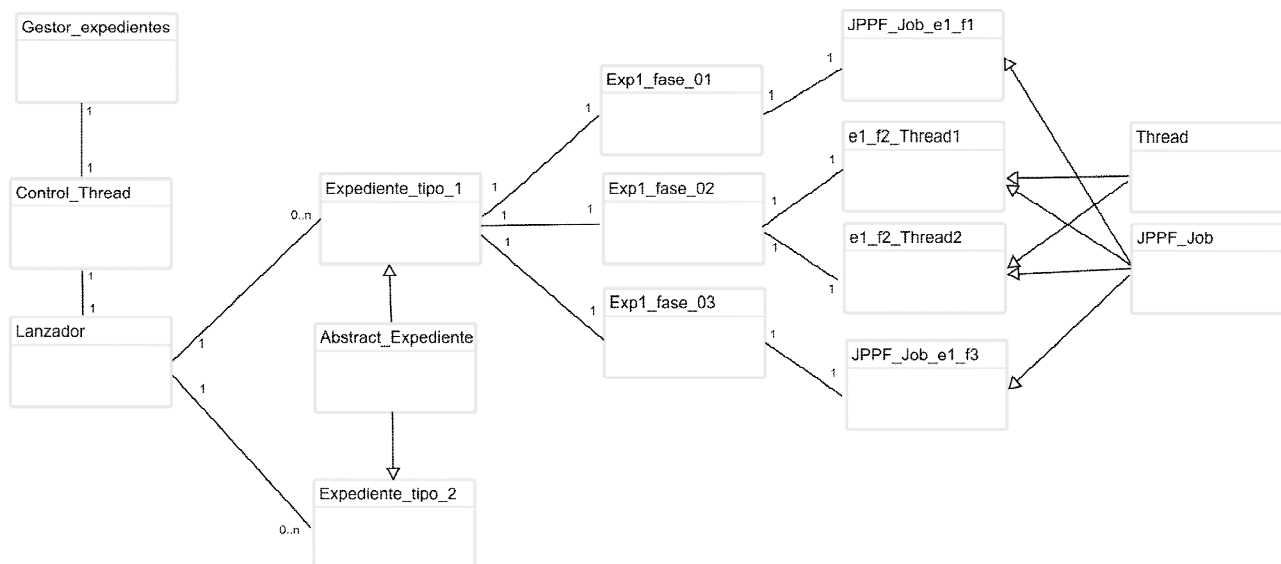 Gestor_expedientes
1
1
Control_Thread
1
1
Lanzador
1
1
0..n
0..n
Expediente_tipo_1
Abstract_Expediente
Expediente_tipo_2
1
1
1
1
1
1
Exp1_fase_01
Exp1_fase_02
Exp1_fase_03
1
1
1
1
1
1
1
1
JPPF_Job_e1_f1
e1_f2_Thread1
e1_f2_Thread2
JPPF_Job_e1_f3
Thread
JPPF_Job